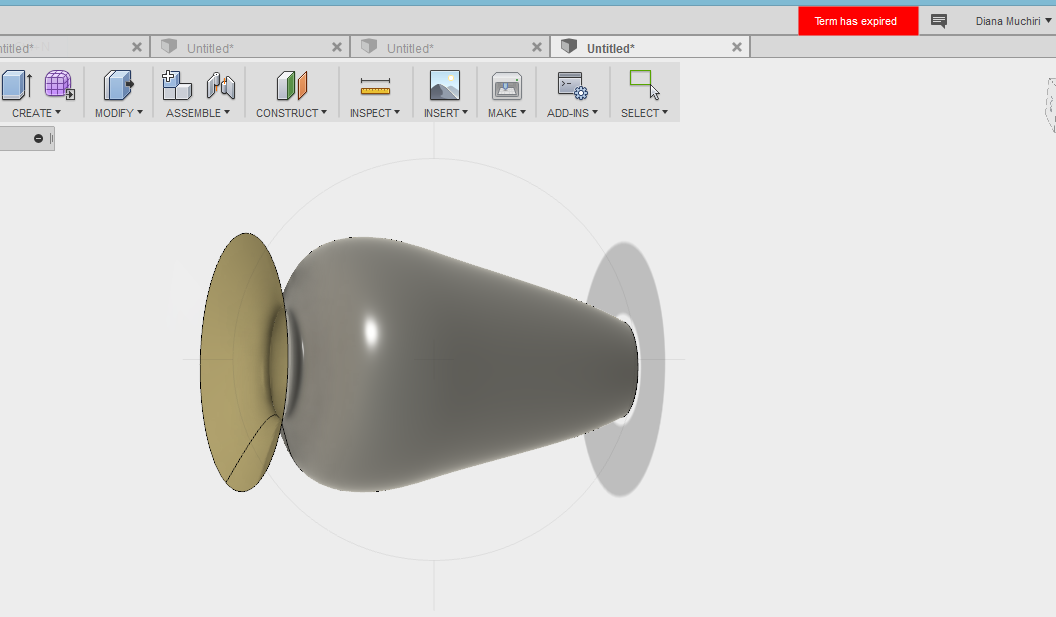 Term has expired
Diana Muchiri
ntitled*
Untitled*
Untitled*
Untitled*
CREATE
MODIFY
ASSEMBLE
CONSTRUCT
INSPECT
INSERT
MAKE
ADD-INS
SELECT